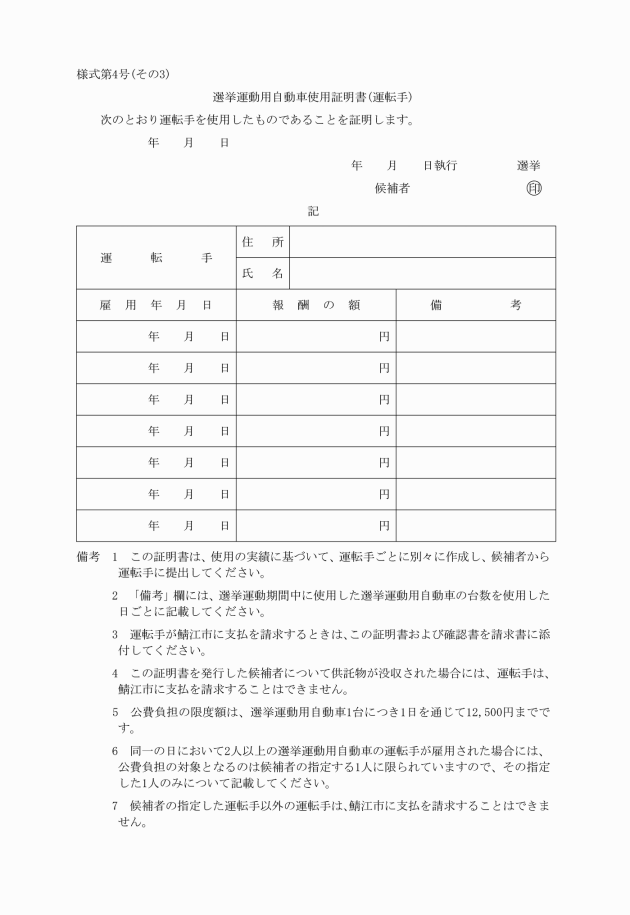 様式第4号(その3)
選挙運動用自動車使用証明書(運転手)
次のとおり運転手を使用したものであることを証明します。
年　　月　　日
年　　月　　日執行　　　　　選挙
候補者　　　　　　　　　　㊞
記
運　　　転　　　手
住　所
氏　名
雇　用　年　月　日　　報　酬　の　額　　備　　　　　考
年　　月　　日　　円
年　　月　　日　　円
年　　月　　日　　円
年　　月　　日　　円
年　　月　　日　　円
年　　月　　日　　円
年　　月　　日　　円
備考　1　この証明書は、使用の実績に基づいて、運転手ごとに別々に作成し、候補者から
運転手に提出してください。
2　「備考」欄には、選挙運動期間中に使用した選挙運動用自動車の台数を使用した
日ごとに記載してください。
3　運転手が鯖江市に支払を請求するときは、この証明書および確認書を請求書に添
付してください。
4　この証明書を発行した候補者について供託物が没収された場合には、運転手は、
鯖江市に支払を請求することはできません。
5　公費負担の限度額は、選挙運動用自動車1台につき1日を通じて12,500円までで
す。
6　同一の日において2人以上の選挙運動用自動車の運転手が雇用された場合には、
公費負担の対象となるのは候補者の指定する1人に限られていますので、その指定
した1人のみについて記載してください。
7　候補者の指定した運転手以外の運転手は、鯖江市に支払を請求することはできま
せん。